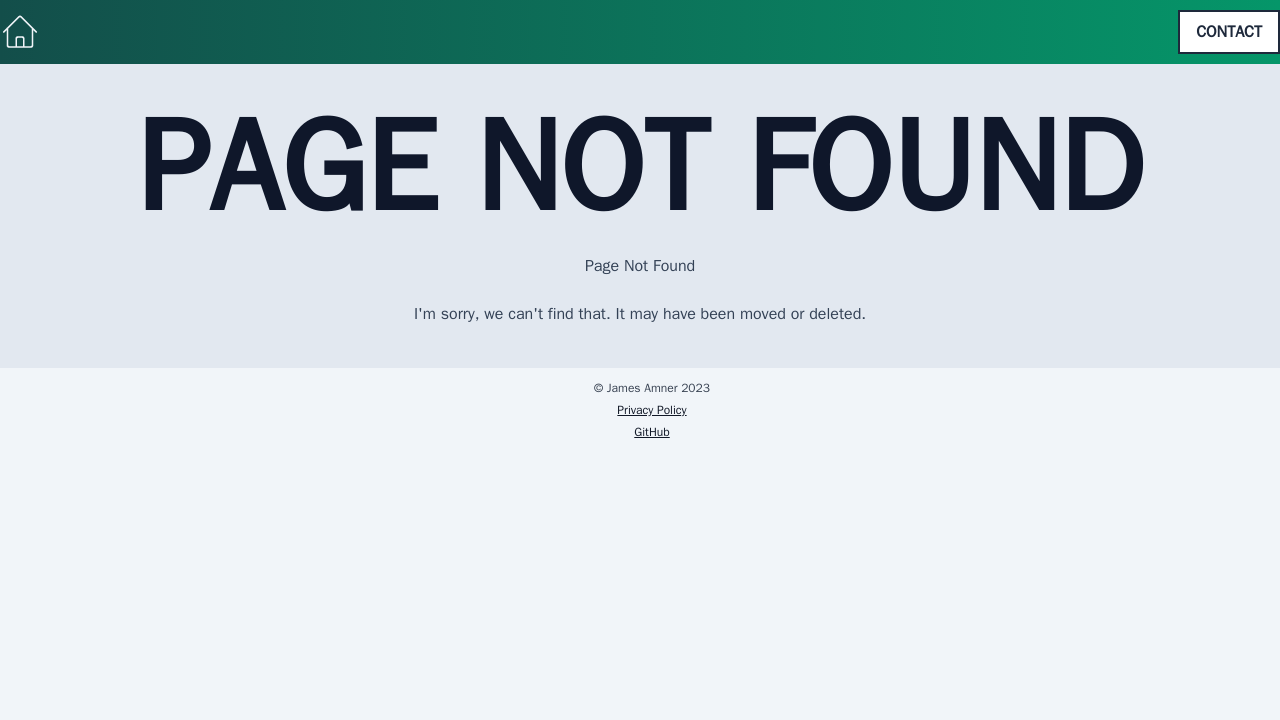 CONTACT
PAGE NOT FOUND
Page Not Found
I'm sorry, we can't find that. It may have been moved or deleted.
© James Amner 2023
Privacy Policy
GitHub